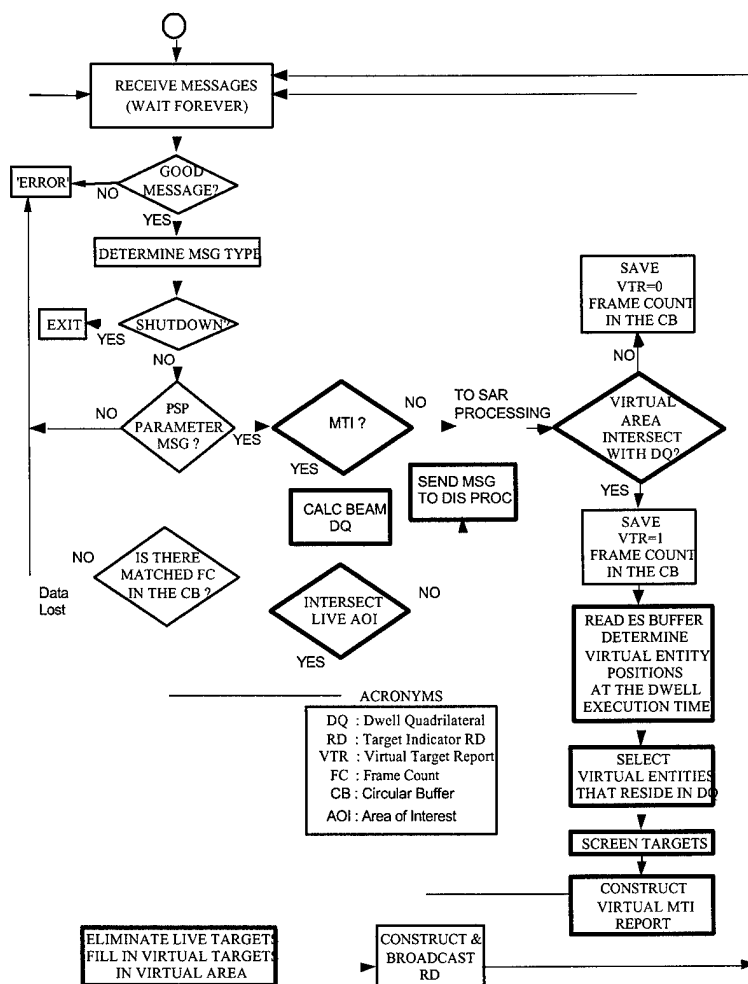 RECEIVE MESSAGES
(WAIT FOREVER)
GOOD
MESSAGE?
'ERROR'
NO
YES
DETERMINE MSG TYPE
SHUTDOWN?
EXIT
YES
NO
PSP
PARAMETER
MSG ?
NO
YES
MTI ?
NO
YES
TO SAR
PROCESSING
SAVE
VTR=0
FRAME COUNT
IN THE CB
NO
VIRTUAL
AREA
INTERSECT
WITH DQ?
YES
SEND MSG
TO DIS PROC
CALC BEAM
DQ
SAVE
VTR=1
FRAME COUNT
IN THE CB
NO
IS THERE
MATCHED FC
IN THE CB ?
Data
Lost
INTERSECT
LIVE AOI
NO
YES
READ ES BUFFER
DETERMINE
VIRTUAL ENTITY
POSITIONS
AT THE DWELL
EXECUTION TIME
ACRONYMS
DQ : Dwell Quadrilateral
RD : Target Indicator RD
VTR : Virtual Target Report
FC : Frame Count
CB : Circular Buffer
AOI : Area of Interest
SELECT
VIRTUAL ENTITIES
THAT RESIDE IN DQ
SCREEN TARGETS
CONSTRUCT
VIRTUAL MTI
REPORT
ELIMINATE LIVE TARGETS
FILL IN VIRTUAL TARGETS
IN VIRTUAL AREA
CONSTRUCT &
BROADCAST
RD